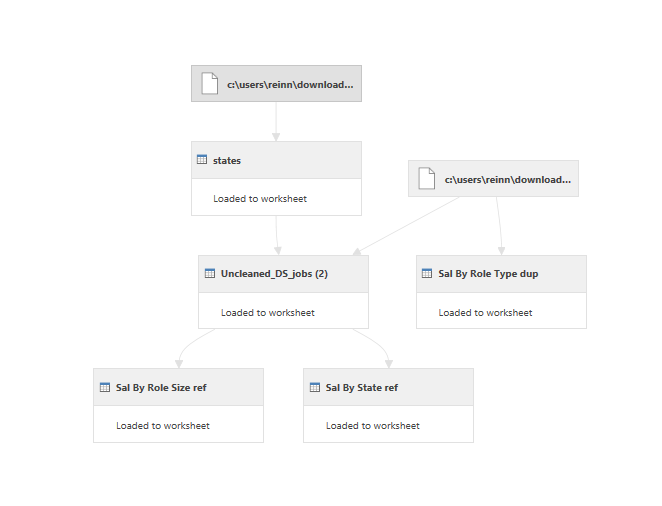 c:\users\reinn\download...
states
Loaded to worksheet
c:\users\reinn\download...
Uncleaned_DS_jobs (2)
Loaded to worksheet
Sal By Role Type dup
Loaded to worksheet
Sal By Role Size ref
Loaded to worksheet
Sal By State ref
Loaded to worksheet